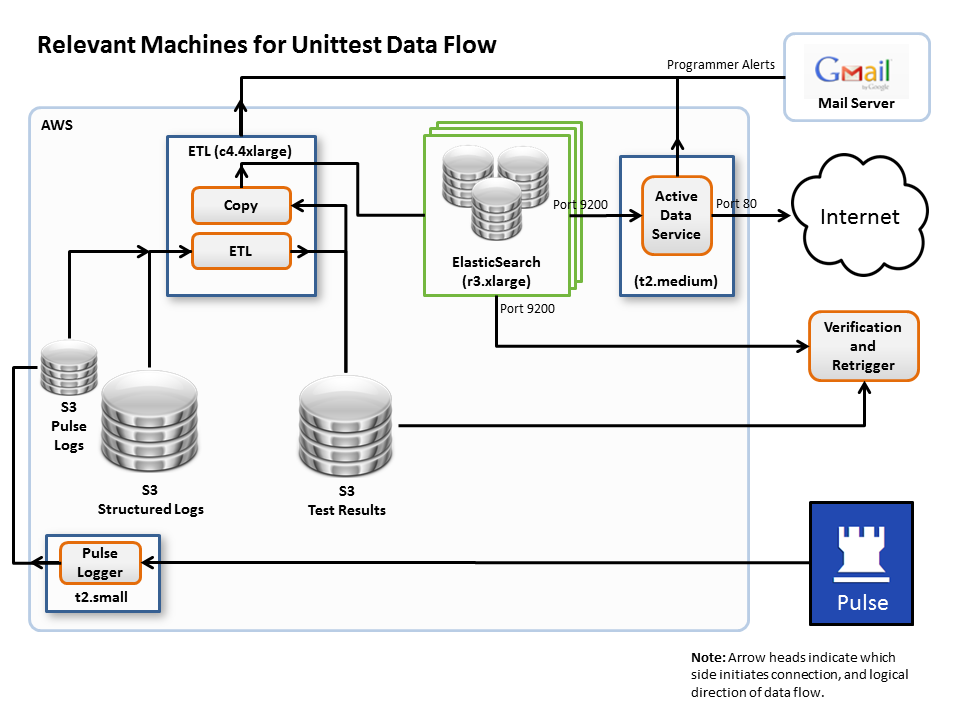 Relevant Machines for Unittest Data Flow
Programmer Alerts
Gmail
by Google
Mail Server
AWS
ETL (c4.4xlarge)
Copy
ETL
ElasticSearch
(r3.xlarge)
Port 9200
Active
Data
Service
(t2.medium)
Port 80
Internet
Port 9200
Verification
and
Retrigger
S3
Pulse
Logs
S3
Structured Logs
S3
Test Results
Pulse
Logger
t2.small
Pulse
Note: Arrow heads indicate which
side initiates connection, and logical
direction of data flow.